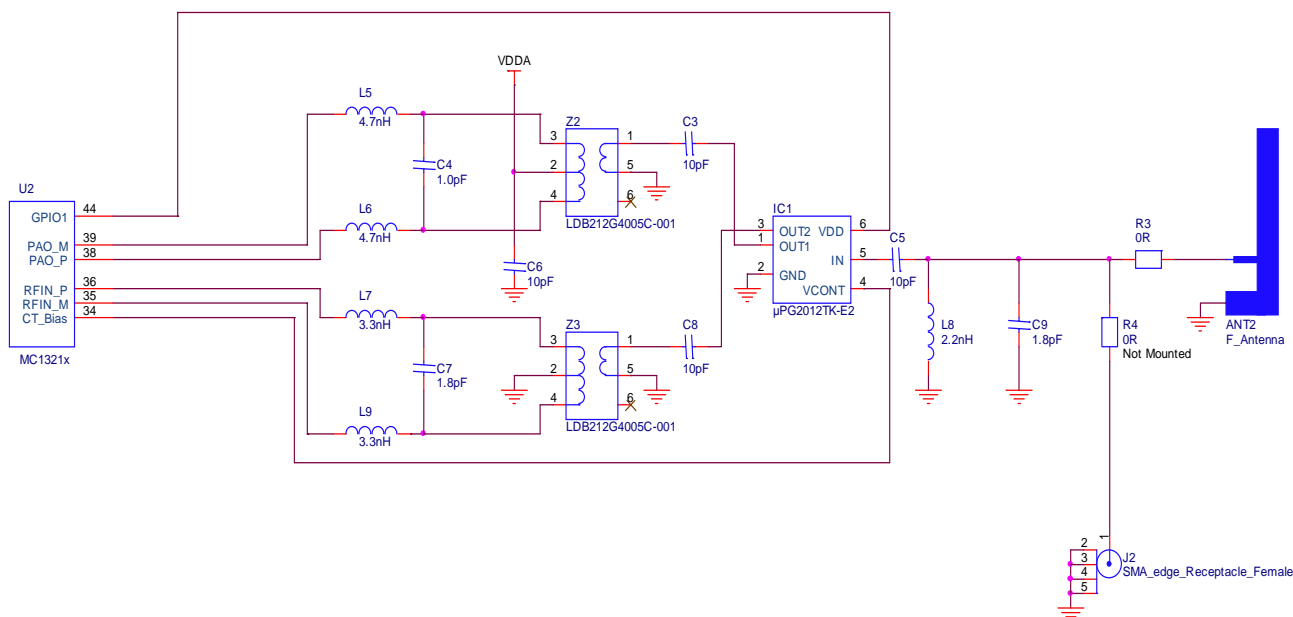 VDDA
L5
4.7nH
C4
1.0pF
L6
4.7nH
Z2
3
2
4
1
5
6
LDB212G4005C-001
C3
10pF
C6
10pF
U2
GPIO1
44
PAO_M
39
PAO_P
38
RFIN_P
36
RFIN_M
35
CT_Bias
34
MC1321x
L7
3.3nH
C7
1.8pF
L9
3.3nH
Z3
3
2
4
1
5
6
LDB212G4005C-001
C8
10pF
IC1
3
OUT2
VDD
6
1
OUT1
IN
5
2
GND
VCONT
4
µPG2012TK-E2
C5
10pF
L8
2.2nH
C9
1.8pF
R3
0R
R4
0R
Not Mounted
ANT2
F_Antenna
1
2
3
4
5
J2
SMA_edge_Receptacle_Female